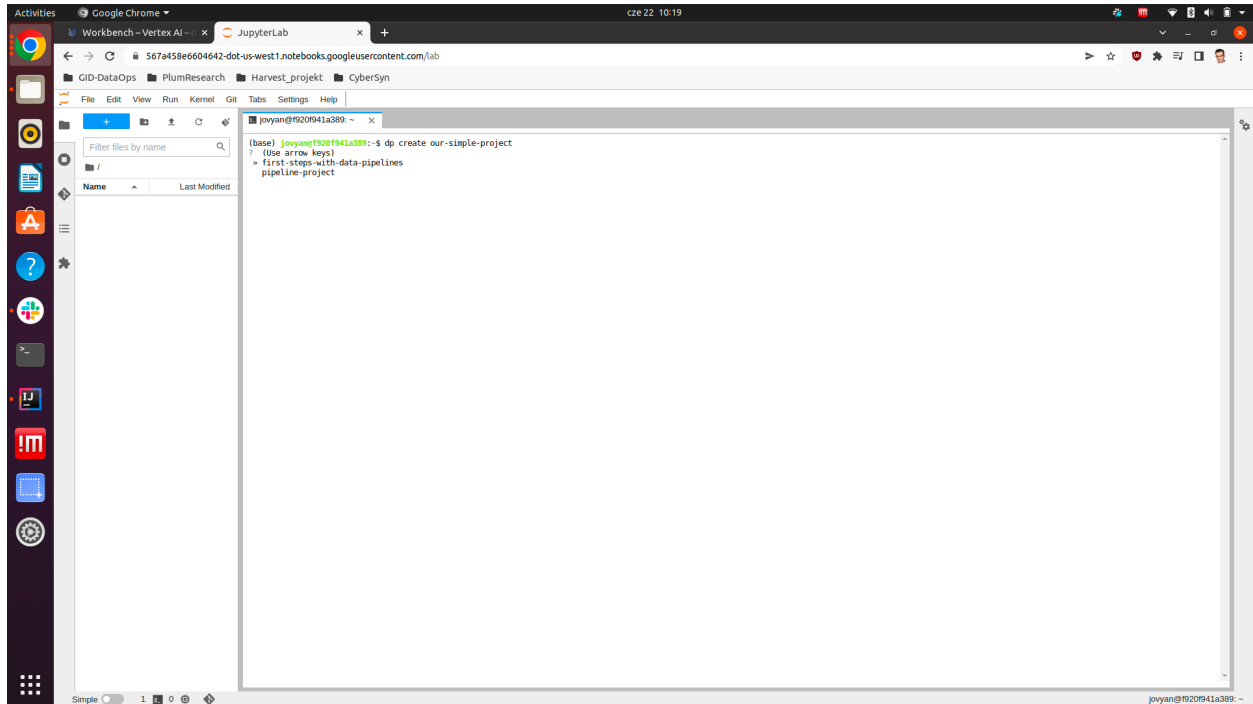 Activities
Google Chrome
cze 22 10:19
Workbench – Vertex AI – c
JupyterLab
567a458e6604642-dot-us-west1.notebooks.googleusercontent.com/lab
GID-DataOps
PlumResearch
Harvest_projekt
CyberSyn
File Edit View Run Kernel Git Tabs Settings Help
jovyan@f920f941a389: ~
Filter files by name
/
Name
Last Modified
(base) jovyan@f920f941a389:~$ dp create our-simple-project
? (Use arrow keys)
» first-steps-with-data-pipelines
pipeline-project
Simple
1
0
jovyan@f920f941a389: ~